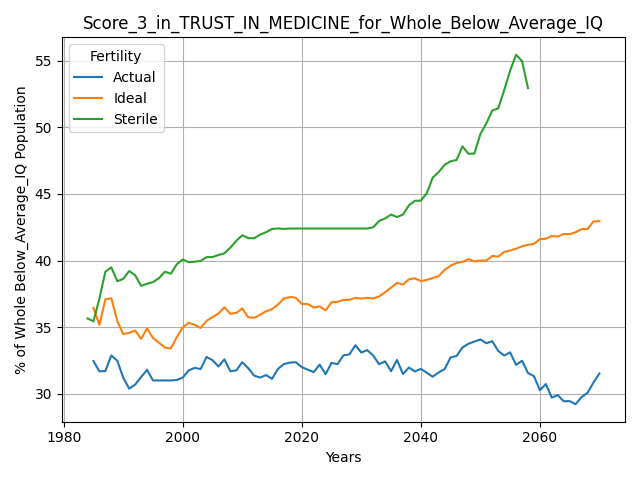 Score_3_in_TRUST_IN_MEDICINE_for_Whole_Below_Average_IQ
Fertility
Actual
Ideal
Sterile
% of Whole Below_Average_IQ Population
55
50
45
40
35
30
1980
2000
2020
2040
2060
Years